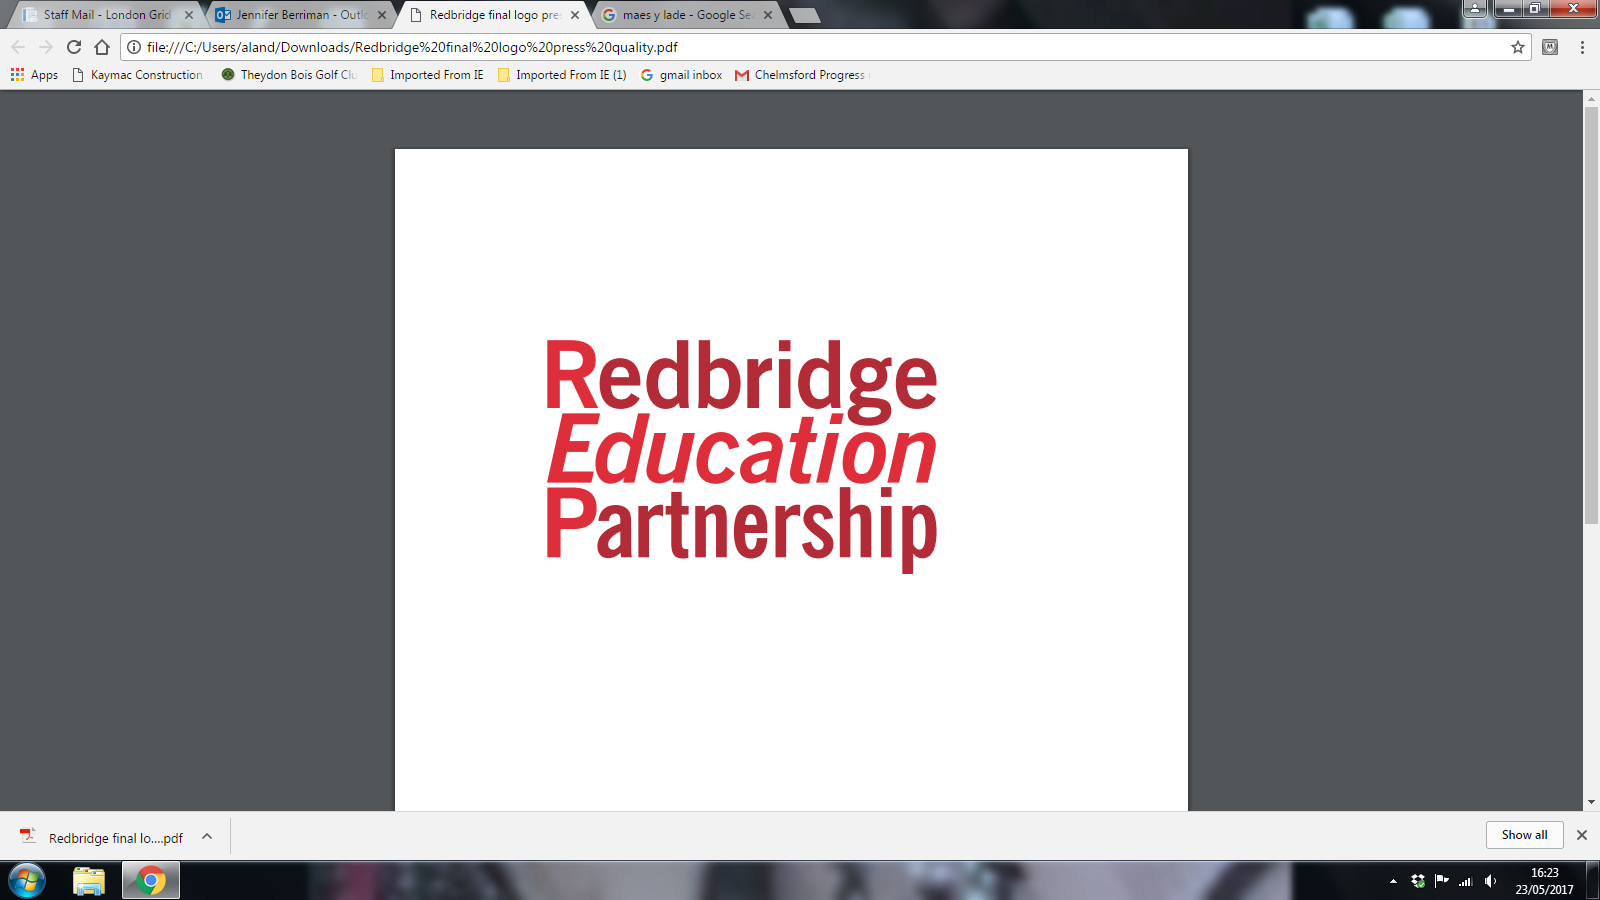 Staff Mail - London Grid
Jennifer Berriman - Outlo
Redbridge final logo pre
maes y lade - Google Sea
file:///C:/Users/aland/Downloads/Redbridge%20final%20logo%20press%20quality.pdf
Apps
Kaymac Construction
Theydon Bois Golf Clu
Imported From IE
Imported From IE (1)
gmail inbox
Chelmsford Progress
Redbridge
Education
Partnership
Redbridge final lo....pdf
Show all
16:23
23/05/2017